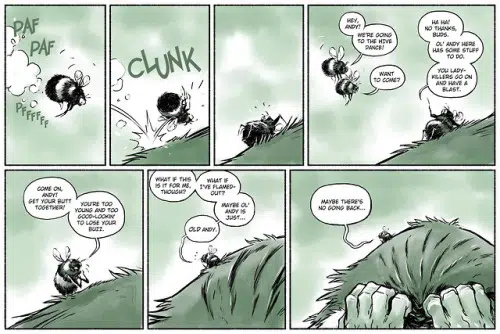 PAF
PAF
PFFFFFF
CLUNK
HEY,
ANDY!
WE'RE
GOING TO
THE HIVE
DANCE!
WANT
TO COME?
HA HA!
NO THANKS,
BUDS.
OL' ANDY HERE
HAS SOME STUFF
TO DO.
YOU LADY-
KILLERS GO ON
AND HAVE A
BLAST.
COME ON,
ANDY!
GET YOUR BUTT
TOGETHER!
YOU'RE TOO
YOUNG AND TOO
GOOD-LOOKIN'
TO LOSE YOUR
BUZZ.
WHAT IF THIS
IS IT FOR ME,
THOUGH?
WHAT IF
I'VE FLAMED-
OUT?
MAYBE OL'
ANDY IS
JUST...
OLD ANDY.
MAYBE THERE'S
NO GOING BACK...